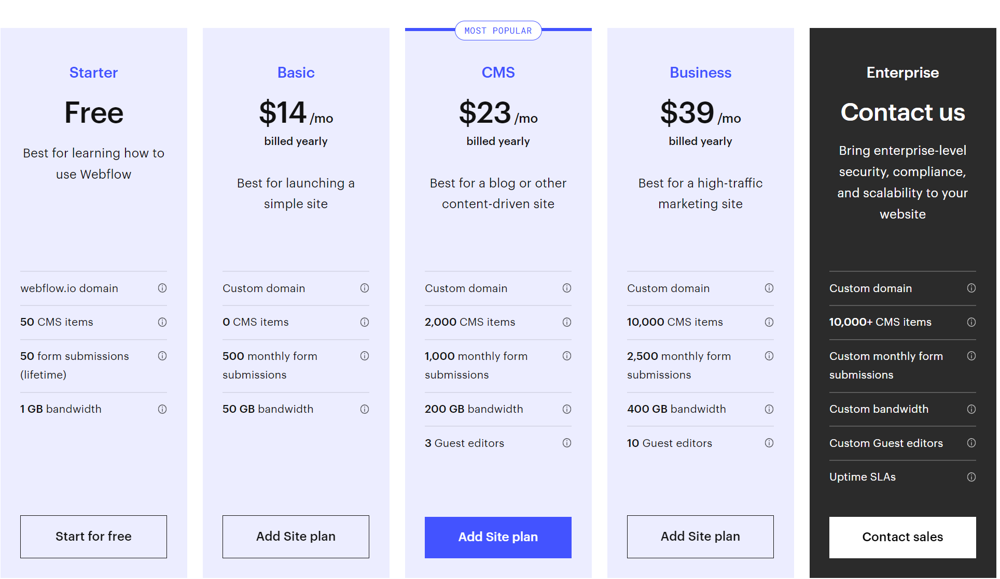 Starter
Free
Best for learning how to
use Webflow
webflow.io domain
50 CMS items
50 form submissions
(lifetime)
1 GB bandwidth
Start for free
Basic
$14 /mo
billed yearly
Best for launching a
simple site
Custom domain
0 CMS items
500 monthly form
submissions
50 GB bandwidth
Add Site plan
MOST POPULAR
CMS
$23 /mo
billed yearly
Best for a blog or other
content-driven site
Custom domain
2,000 CMS items
1,000 monthly form
submissions
200 GB bandwidth
3 Guest editors
Add Site plan
Business
$39 /mo
billed yearly
Best for a high-traffic
marketing site
Custom domain
10,000 CMS items
2,500 monthly form
submissions
400 GB bandwidth
10 Guest editors
Add Site plan
Enterprise
Contact us
Bring enterprise-level
security, compliance,
and scalability to your
website
Custom domain
10,000+ CMS items
Custom monthly form
submissions
Custom bandwidth
Custom Guest editors
Uptime SLAs
Contact sales